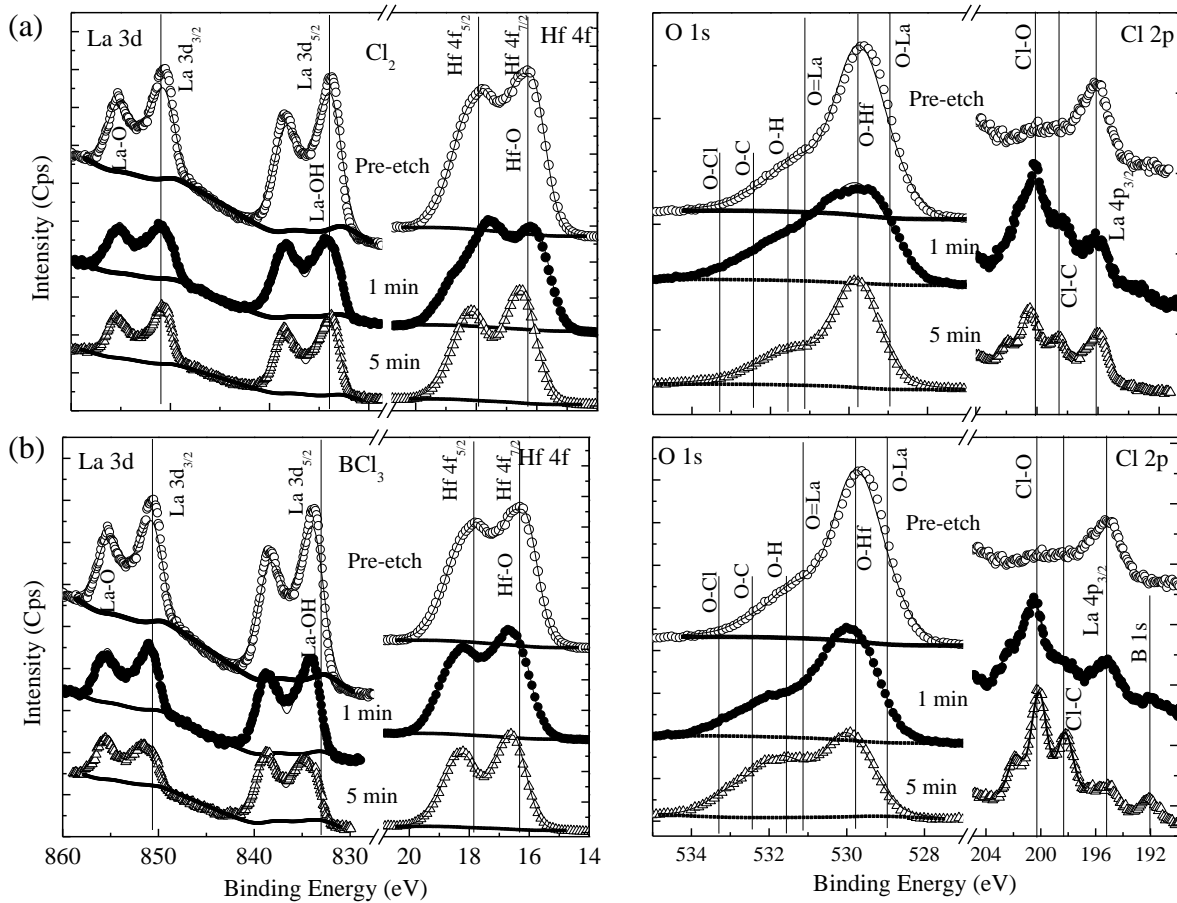 (a)
La 3d
La 3d3/2
La 3d5/2
Cl2
Hf 4f5/2
Hf 4f7/2
Hf 4f
La-O
La-OH
Hf-O
Pre-etch
1 min
5 min
Intensity (Cps)
O 1s
O-Cl
O-C
O-H
O=La
O-Hf
O-La
Pre-etch
1 min
5 min
Cl 2p
Cl-O
Cl-C
La 4p3/2
(b)
La 3d
La 3d3/2
La 3d5/2
BCl3
Hf 4f5/2
Hf 4f7/2
Hf 4f
La-O
La-OH
Hf-O
Pre-etch
1 min
5 min
Intensity (Cps)
860 850 840 830 20 18 16 14
Binding Energy (eV)
O 1s
O-Cl
O-C
O-H
O=La
O-Hf
O-La
Pre-etch
1 min
5 min
Cl 2p
Cl-O
Cl-C
La 4p3/2
B 1s
534 532 530 528 204 200 196 192
Binding Energy (eV)